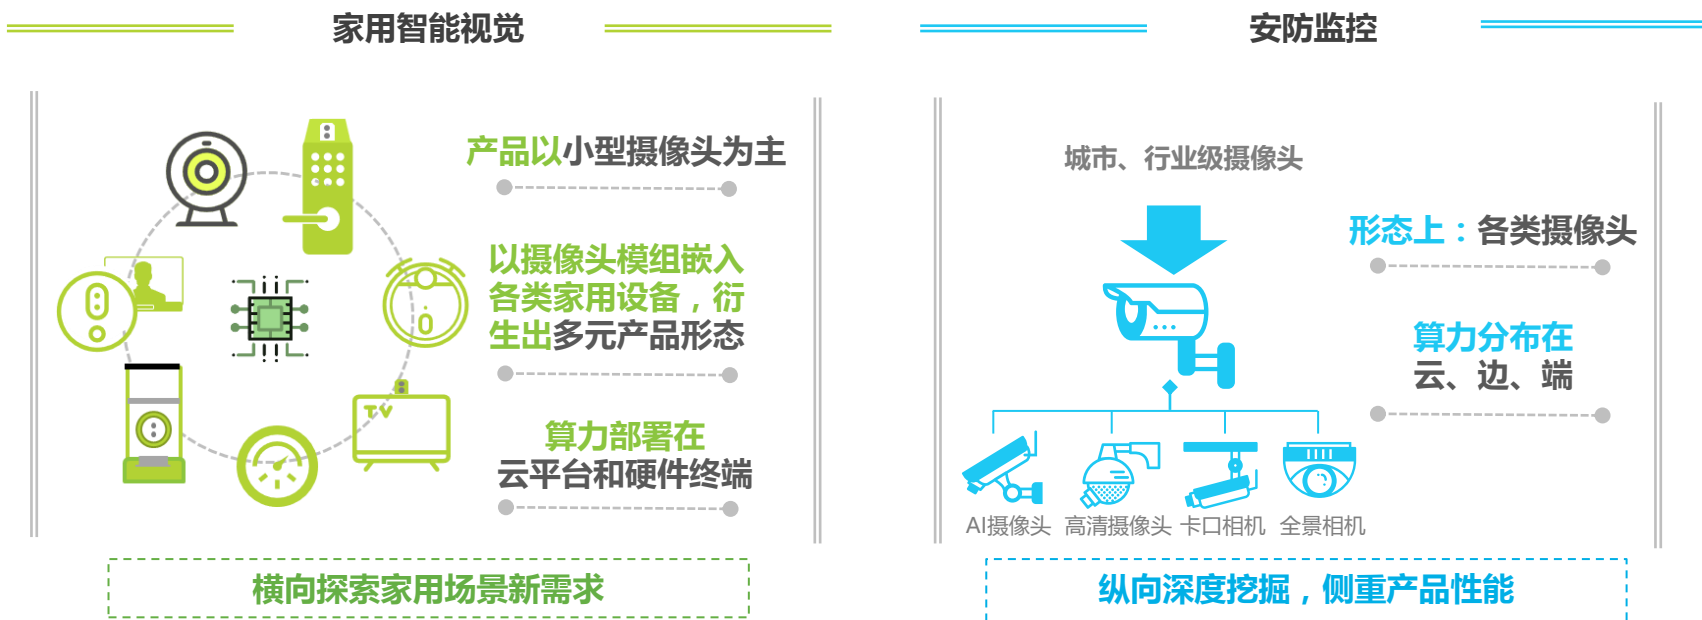 家用智能视觉
产品以小型摄像头为主
以摄像头模组嵌入
各类家用设备，衍
生出多元产品形态
TV
算力部署在
云平台和硬件终端
横向探索家用场景新需求
安防监控
城市、行业级摄像头
形态上：各类摄像头
算力分布在
云、边、端
AI摄像头 高清摄像头 卡口相机 全景相机
纵向深度挖掘，侧重产品性能